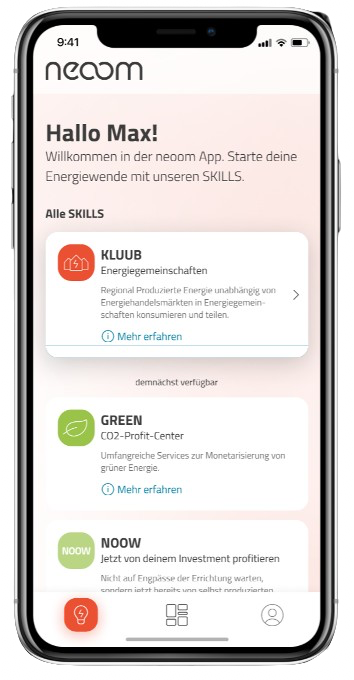 9:41
neoom
Hallo Max!
Willkommen in der neoom App. Starte deine
Energiewende mit unseren SKILLS.
Alle SKILLS
KLUUB
Energiegemeinschaften
Regional Produzierte Energie unabhängig von
Energiehandelsmärkten in Energiegemein-
schaften konsumieren und teilen.
Mehr erfahren
demnächst verfügbar
GREEN
CO2-Profit-Center
Umfangreiche Services zur Monetarisierung von
grüner Energie.
Mehr erfahren
NOOW
NOOW
Jetzt von deinem Investment profitieren
Nicht auf Engpässe der Errichtung warten,
sondern jetzt bereits von selbst produzierten